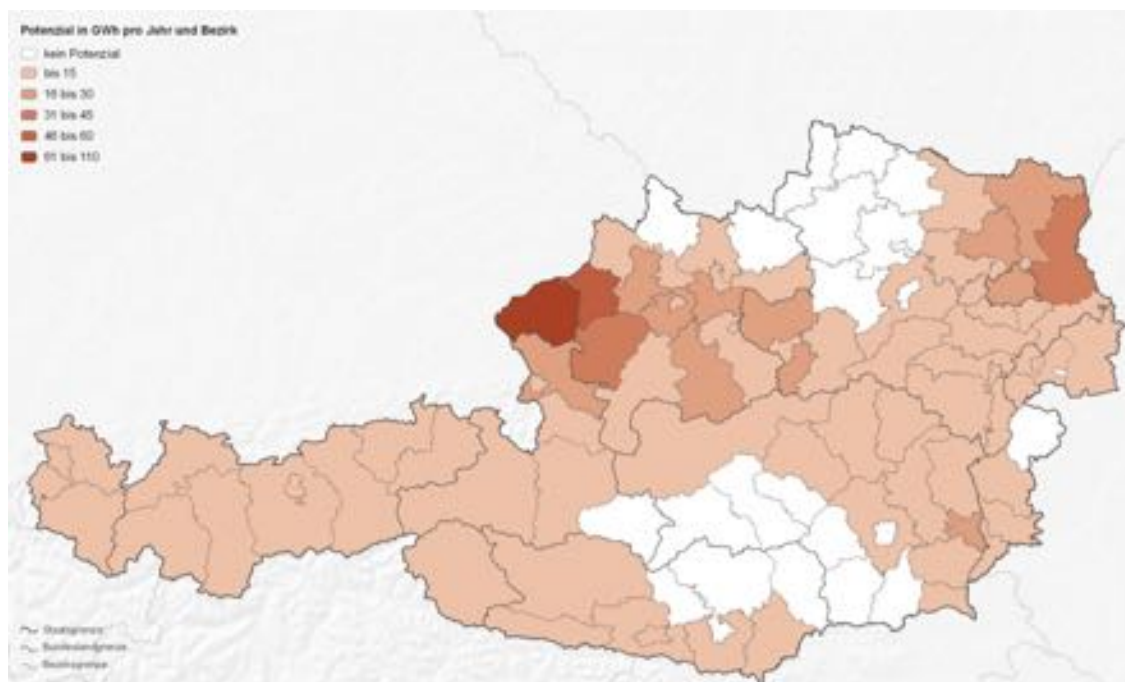 Potenzial in GWh pro Jahr und Bezirk
kein Potenzial
bis 15
16 bis 30
31 bis 45
46 bis 60
61 bis 110
Staatsgrenze
Bundeslandgrenze
Bezirksgrenze